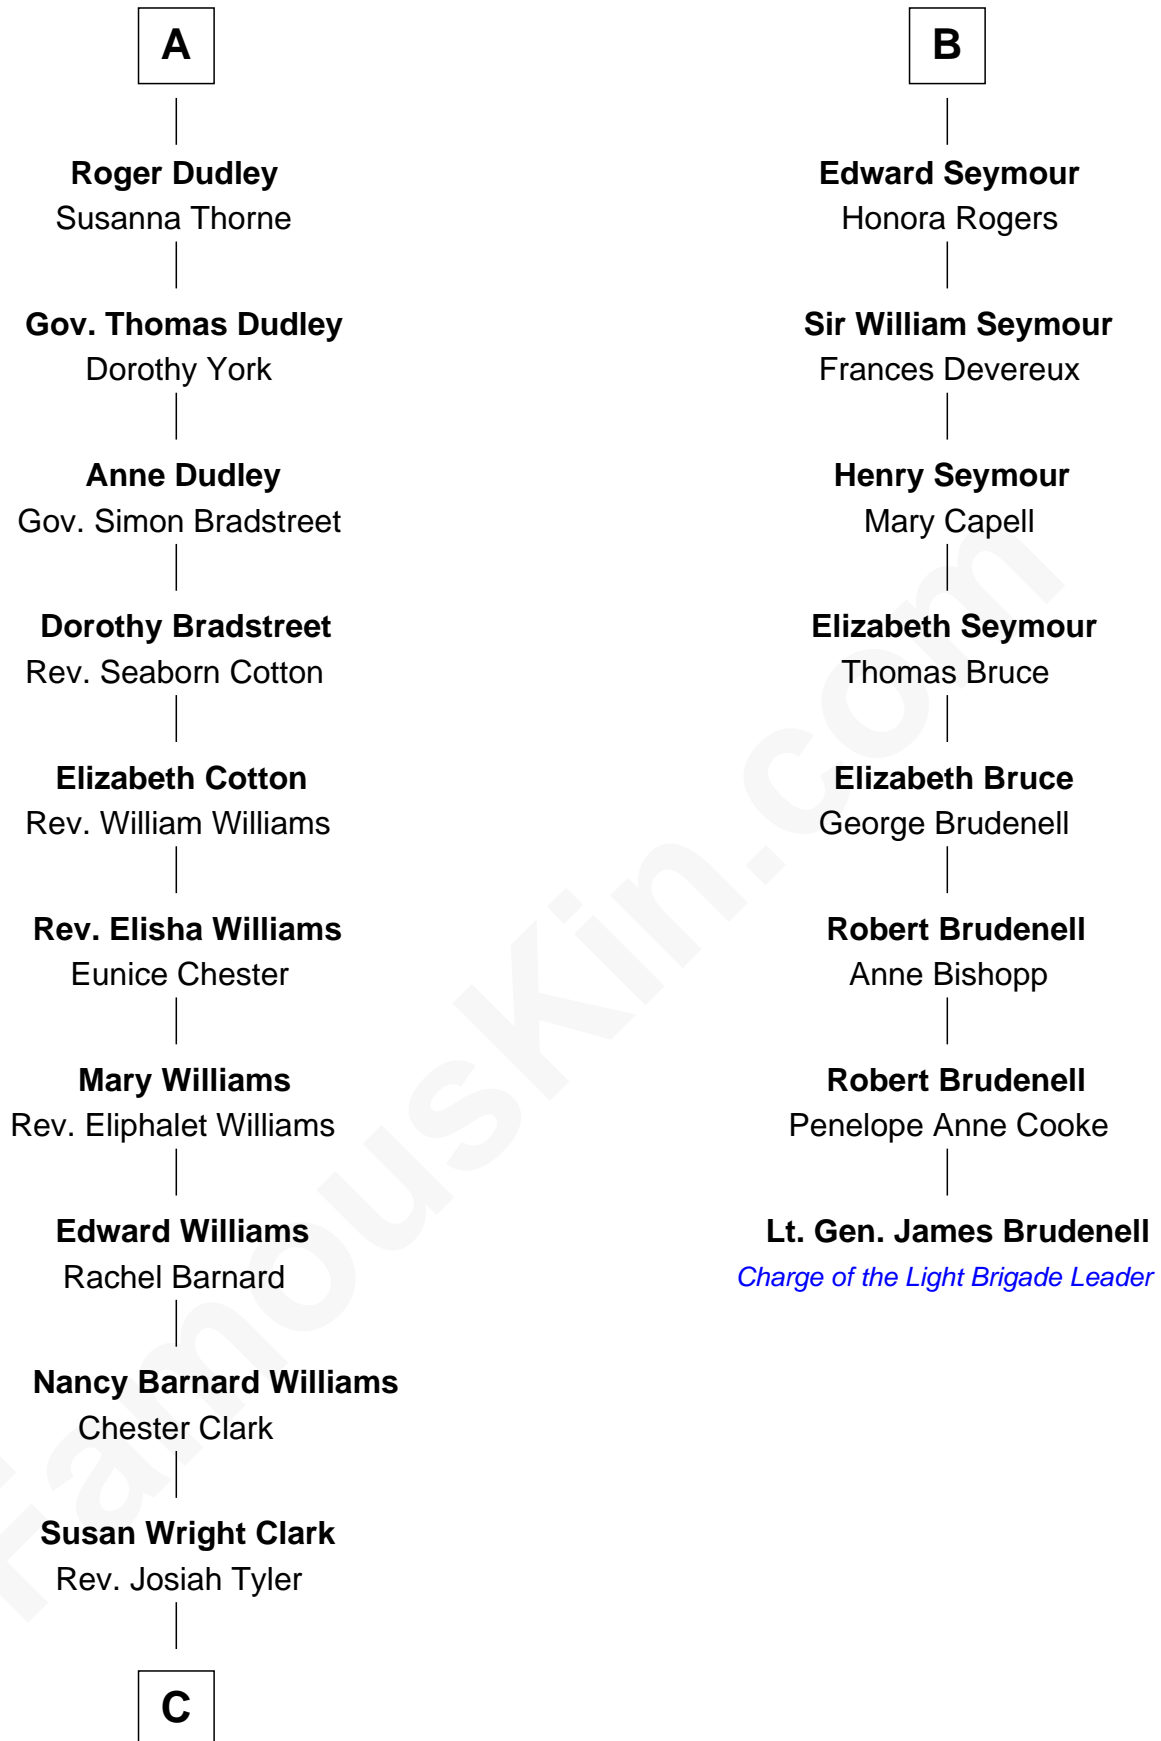 A
Roger Dudley
Susanna Thorne
Gov. Thomas Dudley
Dorothy York
Anne Dudley
Gov. Simon Bradstreet
Dorothy Bradstreet
Rev. Seaborn Cotton
Elizabeth Cotton
Rev. William Williams
Rev. Elisha Williams
Eunice Chester
Mary Williams
Rev. Eliphalet Williams
Edward Williams
Rachel Barnard
Nancy Barnard Williams
Chester Clark
Susan Wright Clark
Rev. Josiah Tyler
C
B
Edward Seymour
Honora Rogers
Sir William Seymour
Frances Devereux
Henry Seymour
Mary Capell
Elizabeth Seymour
Thomas Bruce
Elizabeth Bruce
George Brudenell
Robert Brudenell
Anne Bishopp
Robert Brudenell
Penelope Anne Cooke
Lt. Gen. James Brudenell
Charge of the Light Brigade Leader
FamousKin.com